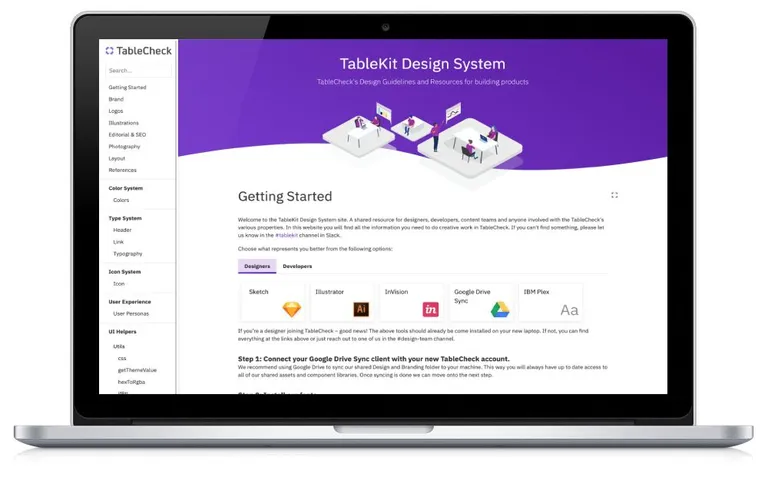 TableCheck
Search...
Getting Started
Brand
Logos
Illustrations
Editorial & SEO
Photography
Layout
References
Color System
Colors
Type System
Header
Link
Typography
Icon System
Icon
User Experience
User Personas
UI Helpers
Utils
css
getThemeValue
hexToRgba
TableKit Design System
TableCheck's Design Guidelines and Resources for building products
Getting Started
Welcome to the TableKit Design System site. A shared resource for designers, developers, content teams and anyone involved with the TableCheck's
various properties. In this website you will find all the information you need to do creative work in TableCheck. If you can't find something, please let
us know in the #tablekit channel in Slack.
Choose what represents you better from the following options:
Designers Developers
Sketch
Illustrator
Ai
InVision
in
Google Drive
Sync
IBM Plex
Aa
If you're a designer joining TableCheck – good news! The above tools should already be come installed on your new laptop. If not, you can find
everything at the links above or just reach out to one of us in the #design-team channel.
Step 1: Connect your Google Drive Sync client with your new TableCheck account.
We recommend using Google Drive to sync our shared Design and Branding folder to your machine. This way you will always have up to date access to
all of our shared assets and component libraries. Once syncing is done we can move onto the next step.